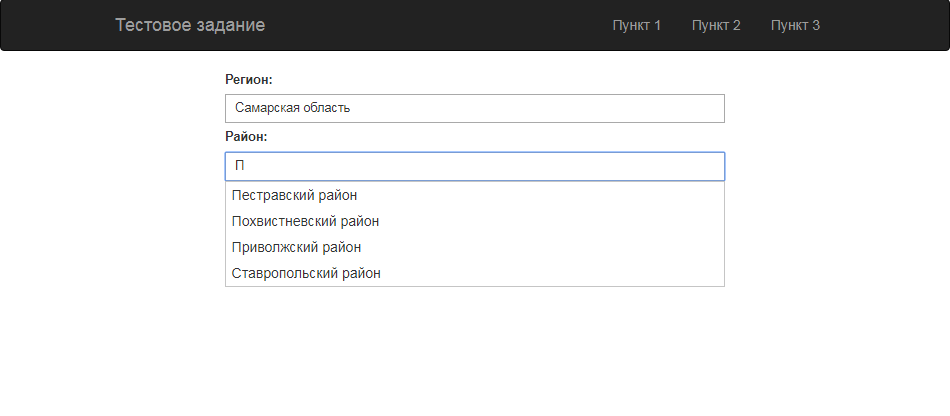 Тестовое задание Пункт 1 Пункт 2 Пункт 3
Регион:
Самарская область
Район:
П
Пестравский район
Похвистневский район
Приволжский район
Ставропольский район